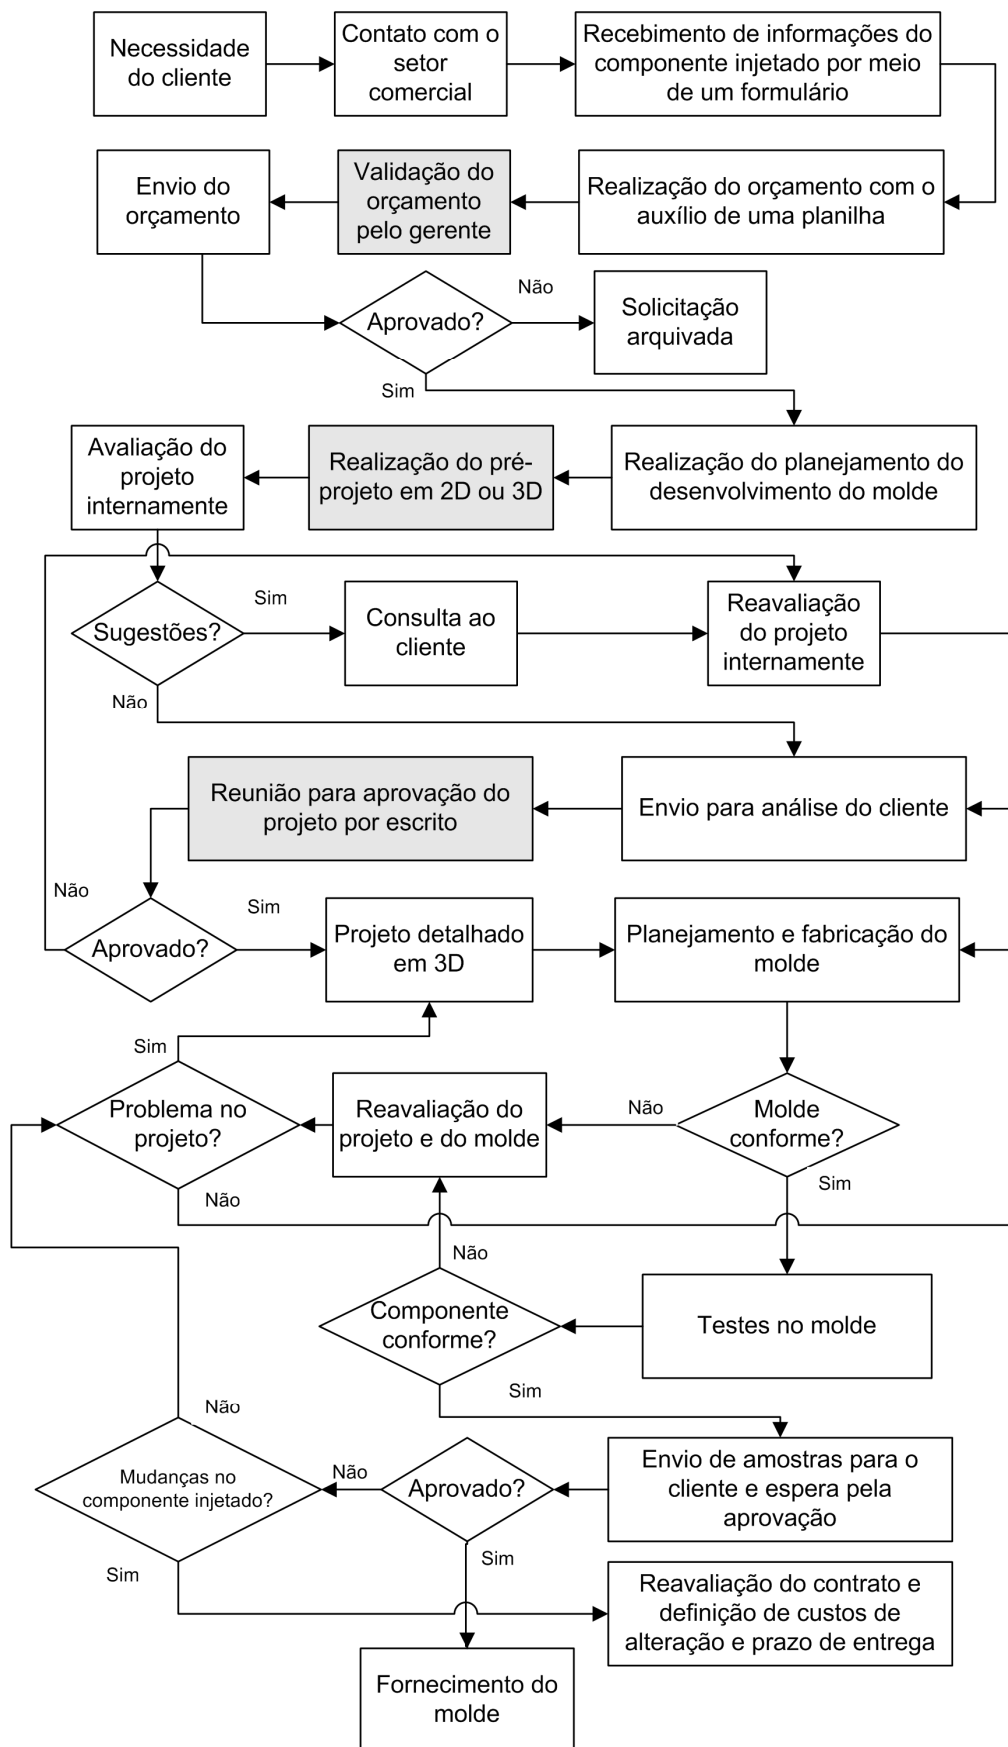 Necessidade
do cliente
Contato com o
setor
comercial
Recebimento de informações do
componente injetado por meio
de um formulário
Envio do
orçamento
Validação do
orçamento
pelo gerente
Realização do orçamento com o
auxílio de uma planilha
Aprovado?
Não
Solicitação
arquivada
Sim
Avaliação do
projeto
internamente
Realização do pré-
projeto em 2D ou 3D
Realização do planejamento do
desenvolvimento do molde
Sugestões?
Sim
Consulta ao
cliente
Reavaliação
do projeto
internamente
Não
Reunião para aprovação do
projeto por escrito
Envio para análise do cliente
Não
Aprovado?
Sim
Projeto detalhado
em 3D
Planejamento e fabricação do
molde
Sim
Problema no
projeto?
Reavaliação do
projeto e do molde
Não
Molde
conforme?
Sim
Não
Não
Componente
conforme?
Testes no molde
Sim
Não
Mudanças no
componente injetado?
Não
Aprovado?
Envio de amostras para o
cliente e espera pela
aprovação
Sim
Sim
Reavaliação do contrato e
definição de custos de
alteração e prazo de entrega
Fornecimento do
molde